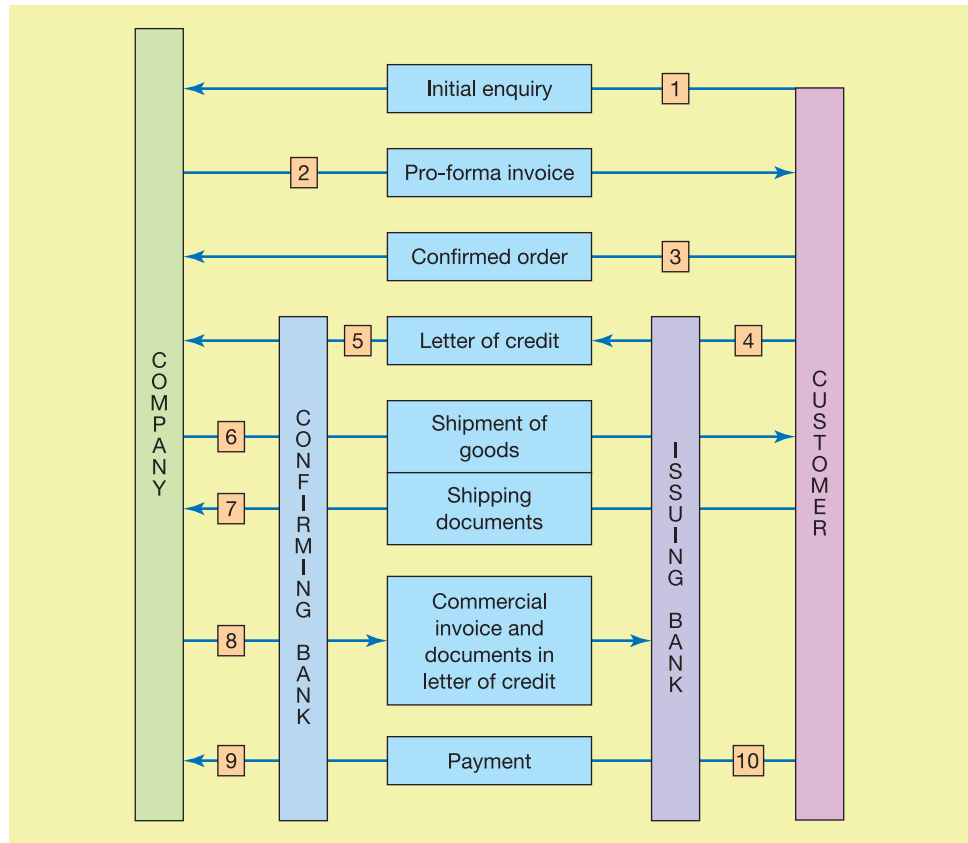 Initial enquiry
1
2
Pro-forma invoice
Confirmed order
3
5
Letter of credit
4
COMPANY
CONFIRMING BANK
ISSUING BANK
CUSTOMER
6
Shipment of
goods
7
Shipping
documents
8
Commercial
invoice and
documents in
letter of credit
9
Payment
10